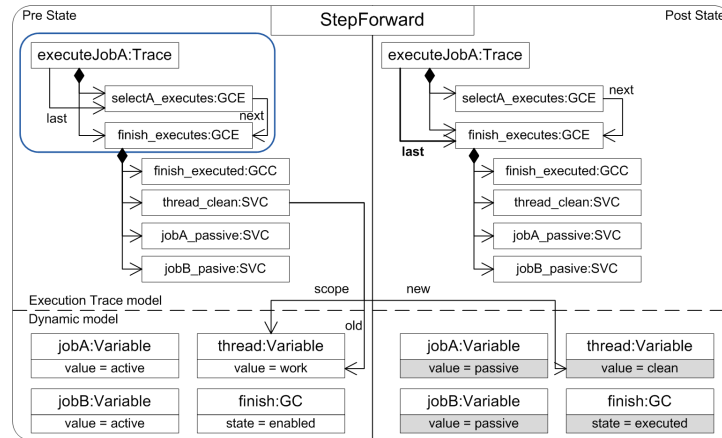 Pre State
StepForward
Post State
executeJobA:Trace
selectA_executes:GCE
last
next
finish_executes:GCE
finish_executed:GCC
thread_clean:SVC
jobA_passive:SVC
jobB_pasive:SVC
executeJobA:Trace
selectA_executes:GCE
next
finish_executes:GCE
last
finish_executed:GCC
thread_clean:SVC
jobA_passive:SVC
jobB_pasive:SVC
scope
new
Execution Trace model
Dynamic model
old
jobA:Variable
value = active
thread:Variable
value = work
jobA:Variable
value = passive
thread:Variable
value = clean
jobB:Variable
value = active
finish:GC
state = enabled
jobB:Variable
value = passive
finish:GC
state = executed